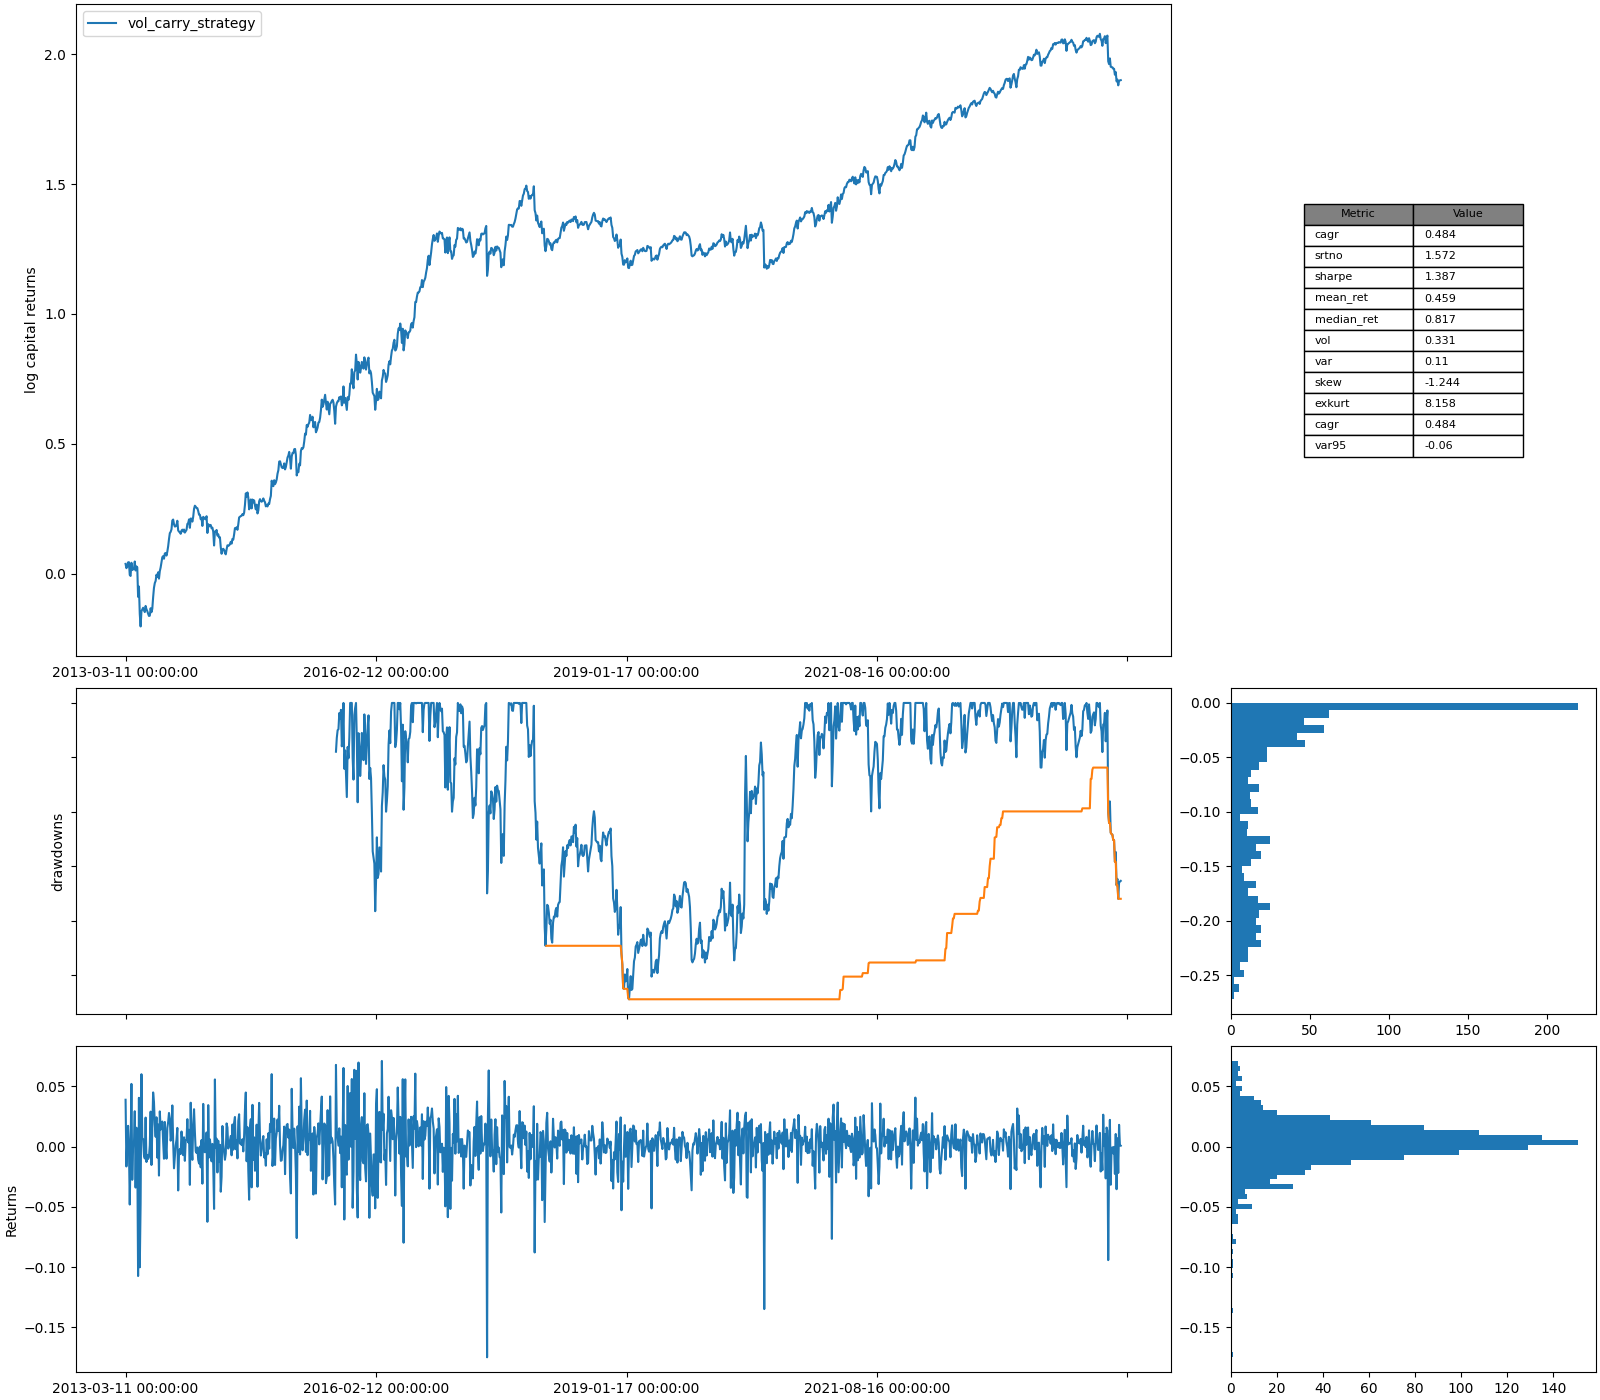 vol_carry_strategy
log capital returns
2.0
1.5
1.0
0.5
0.0
2013-03-11 00:00:00 2016-02-12 00:00:00 2019-01-17 00:00:00 2021-08-16 00:00:00
Metric Value
cagr 0.484
srtno 1.572
sharpe 1.387
mean_ret 0.459
median_ret 0.817
vol 0.331
var 0.11
skew -1.244
exkurt 8.158
cagr 0.484
var95 -0.06
drawdowns
0.00
−0.05
−0.10
−0.15
−0.20
−0.25
0 50 100 150 200
Returns
0.05
0.00
−0.05
−0.10
−0.15
2013-03-11 00:00:00 2016-02-12 00:00:00 2019-01-17 00:00:00 2021-08-16 00:00:00
0.05
0.00
−0.05
−0.10
−0.15
0 20 40 60 80 100 120 140